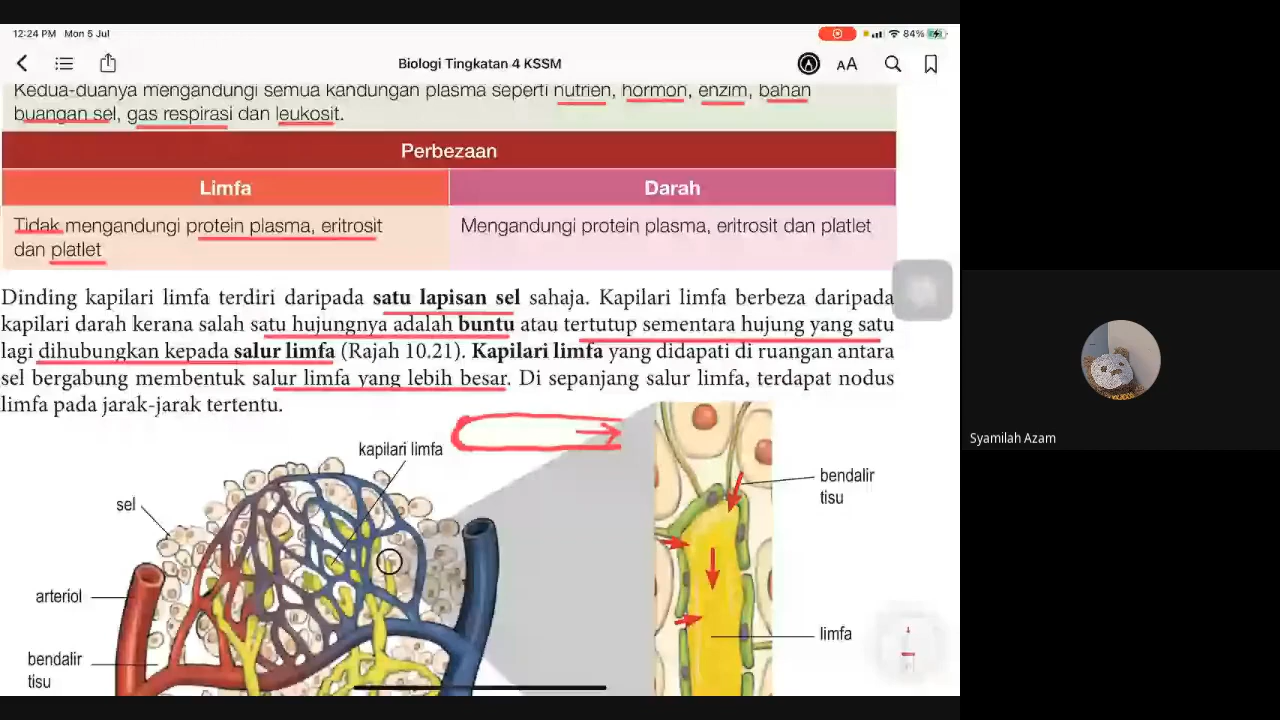 12:24 PM Mon 5 Jul
84%
Biologi Tingkatan 4 KSSM
AA
Kedua-duanya mengandungi semua kandungan plasma seperti nutrien, hormon, enzim, bahan
buangan sel, gas respirasi dan leukosit.
Perbezaan
Limfa
Darah
Tidak mengandungi protein plasma, eritrosit
dan platlet
Mengandungi protein plasma, eritrosit dan platlet
Dinding kapilari limfa terdiri daripada satu lapisan sel sahaja. Kapilari limfa berbeza daripada
kapilari darah kerana salah satu hujungnya adalah buntu atau tertutup sementara hujung yang satu
lagi dihubungkan kepada salur limfa (Rajah 10.21). Kapilari limfa yang didapati di ruangan antara
sel bergabung membentuk salur limfa yang lebih besar. Di sepanjang salur limfa, terdapat nodus
limfa pada jarak-jarak tertentu.
kapilari limfa
sel
arteriol
bendalir
tisu
bendalir
tisu
limfa
Syamilah Azam